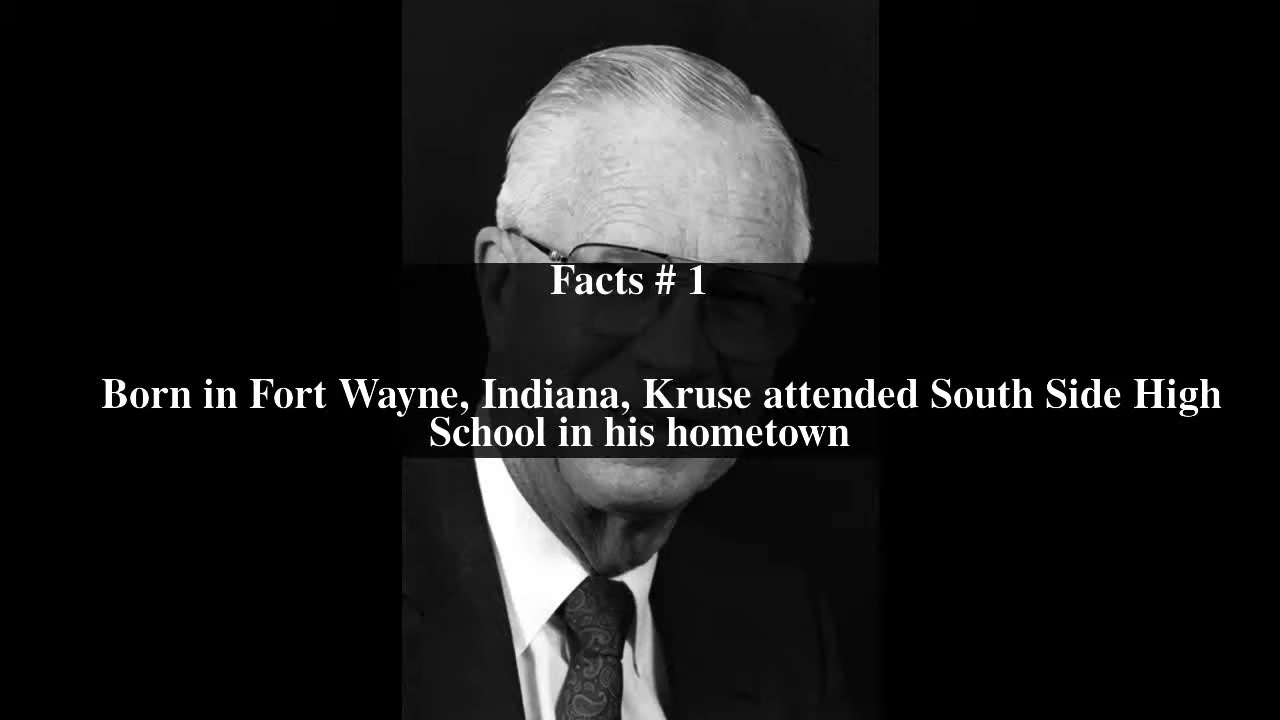 Facts # 1
Born in Fort Wayne, Indiana, Kruse attended South Side High
School in his hometown